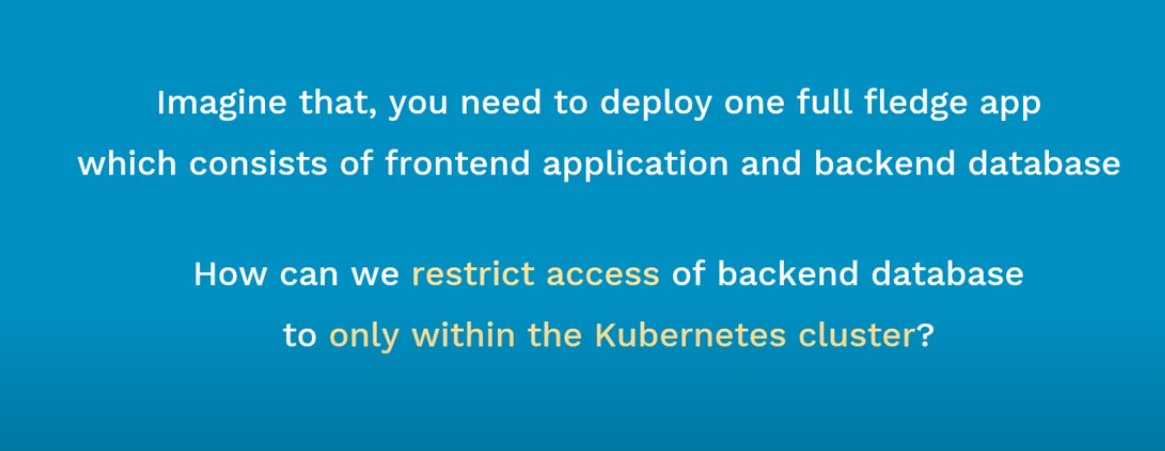 Imagine that, you need to deploy one full fledge app
which consists of frontend application and backend database
How can we restrict access of backend database
to only within the Kubernetes cluster?